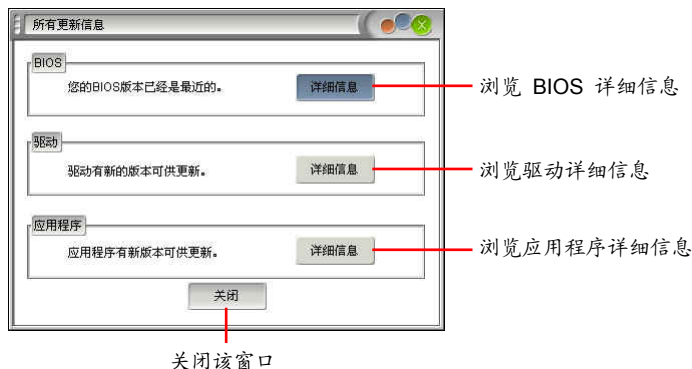 所有更新信息
BIOS
您的BIOS版本已经是最近的。
详细信息
浏览 BIOS 详细信息
驱动
驱动有新的版本可供更新。
详细信息
浏览驱动详细信息
应用程序
应用程序有新版本可供更新。
详细信息
浏览应用程序详细信息
关闭
关闭该窗口